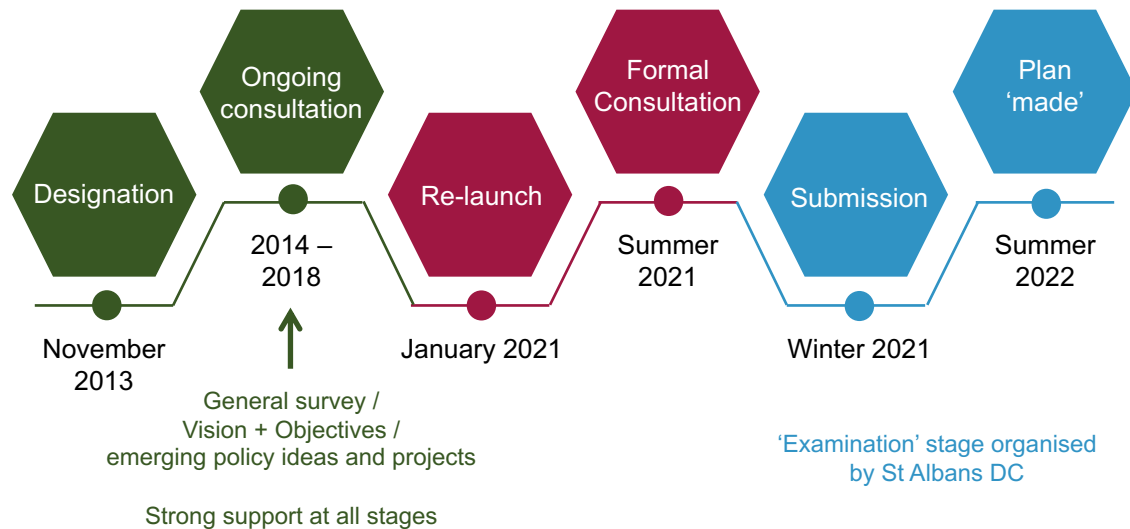 Designation
November
2013
Ongoing
consultation
2014 –
2018
General survey /
Vision + Objectives /
emerging policy ideas and projects
Strong support at all stages
Re-launch
January 2021
Formal
Consultation
Summer
2021
Submission
Winter 2021
Plan
‘made’
Summer
2022
‘Examination’ stage organised
by St Albans DC